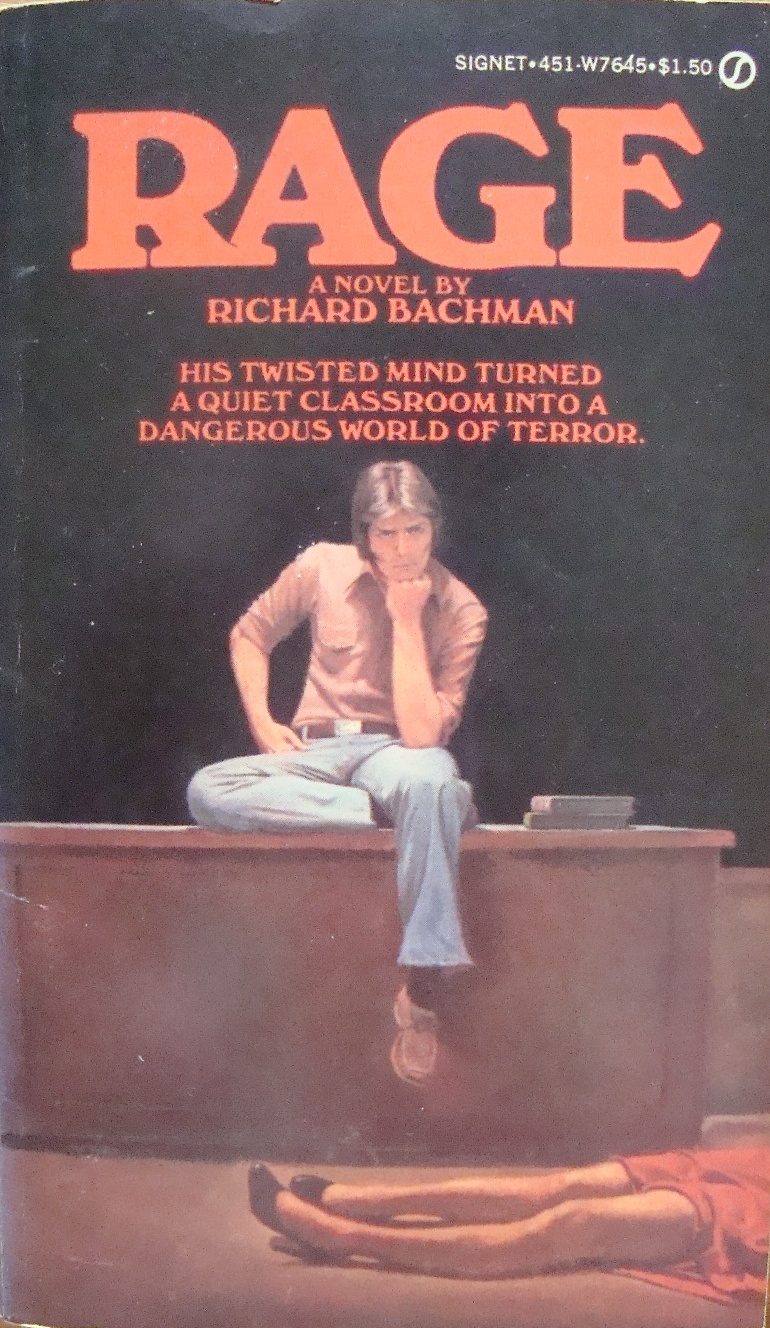 SIGNET•451-W7645•$1.50
RAGE
A NOVEL BY
RICHARD BACHMAN
HIS TWISTED MIND TURNED
A QUIET CLASSROOM INTO A
DANGEROUS WORLD OF TERROR.